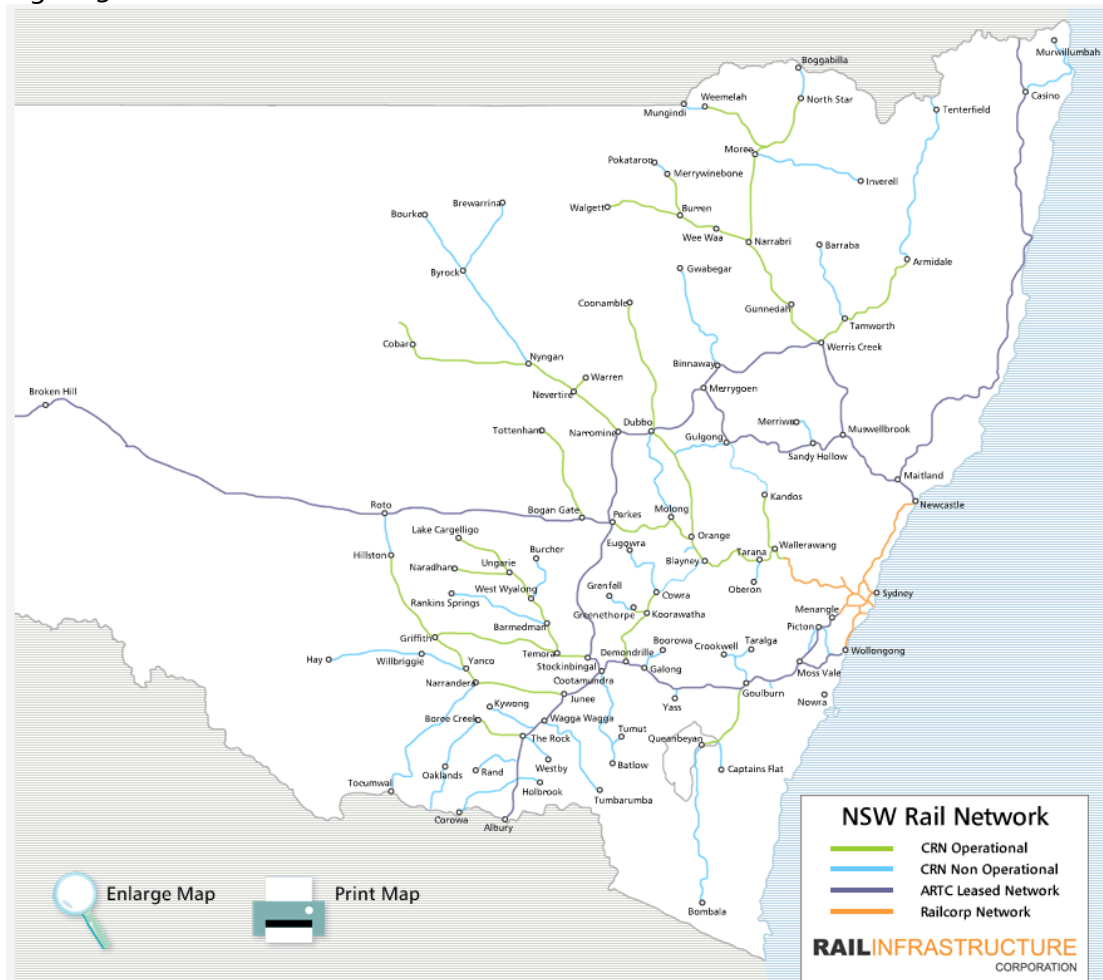 Murwillumbah
Boggabilla
Weemelah
North Star
Casino
Mungindi
Tenterfield
Moree
Pokataroo
Merrywinebone
Inverell
Brewarrina
Walgett
Burren
Bourke
Wee Waa
Narrabri
Barraba
Armidale
Byrock
Gwabegar
Coonamble
Gunnedah
Tamworth
Cobar
Werris Creek
Nyngan
Binnaway
Warren
Merrygoen
Broken Hill
Nevertire
Merriwa
Tottenham
Narromine
Dubbo
Gulgong
Muswellbrook
Sandy Hollow
Maitland
Kandos
Newcastle
Roto
Bogan Gate
Parkes
Molong
Lake Cargelligo
Eugowra
Orange
Wallerawang
Hillston
Burcher
Tarana
Blayney
Naradhan
Ungarie
West Wyalong
Grenfell
Oberon
Cowra
Sydney
Rankins Springs
Greenethorpe
Koorawatha
Menangle
Barmedman
Picton
Griffith
Boorowa
Crookwell
Taralga
Wollongong
Hay
Willbriggie
Yanco
Temora
Demondrille
Stockinbingal
Galong
Moss Vale
Cootamundra
Narrandera
Junee
Goulburn
Nowra
Yass
Kywong
Boree Creek
Wagga Wagga
Tumut
The Rock
Queanbeyan
Oaklands
Rand
Westby
Batlow
Captains Flat
Tocumwal
Holbrook
Tumbarumba
Corowa
Albury
Bombala
NSW Rail Network
CRN Operational
CRN Non Operational
ARTC Leased Network
Railcorp Network
RAILINFRASTRUCTURE
CORPORATION
Enlarge Map
Print Map